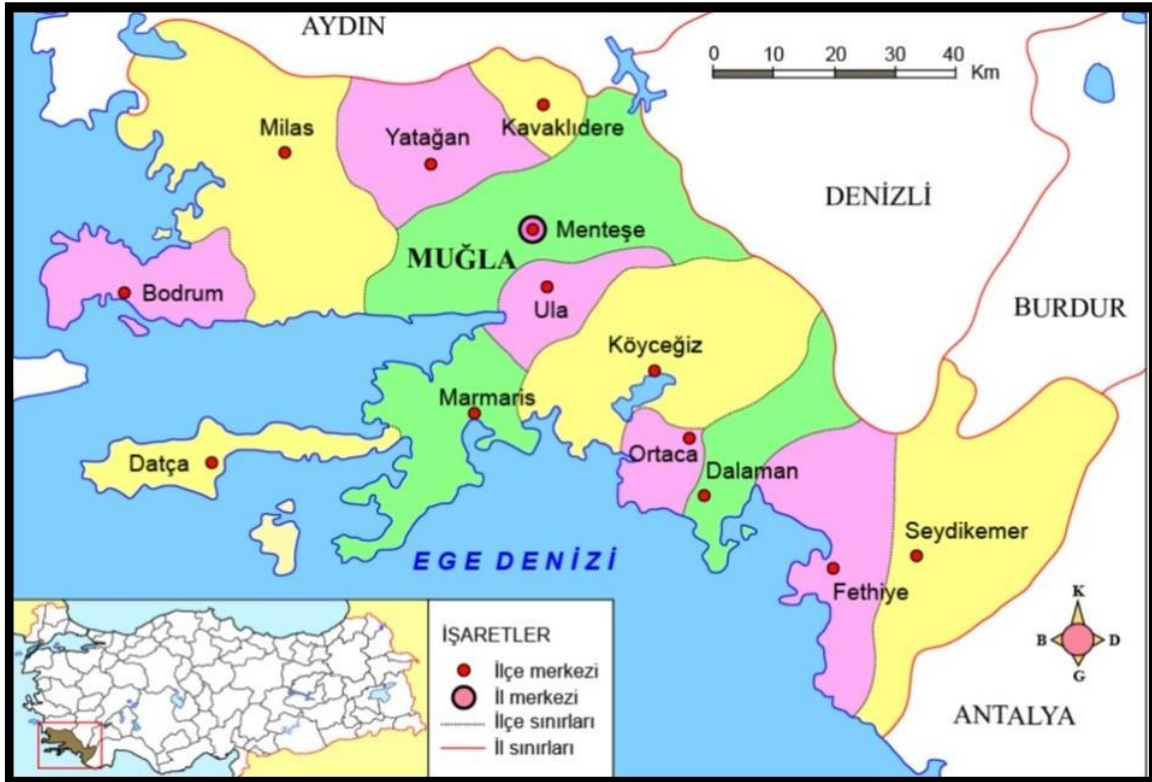 AYDIN
0 10 20 30 40
Km
Kavaklıdere
Milas
Yatağan
DENİZLİ
Menteşe
MUĞLA
Bodrum
Ula
BURDUR
Köyceğiz
Marmaris
Ortaca
Datça
Dalaman
Seydikemer
EGE DENİZİ
Fethiye
K
B D
G
ANTALYA
İŞARETLER
İlçe merkezi
İl merkezi
İlçe sınırları
İl sınırları